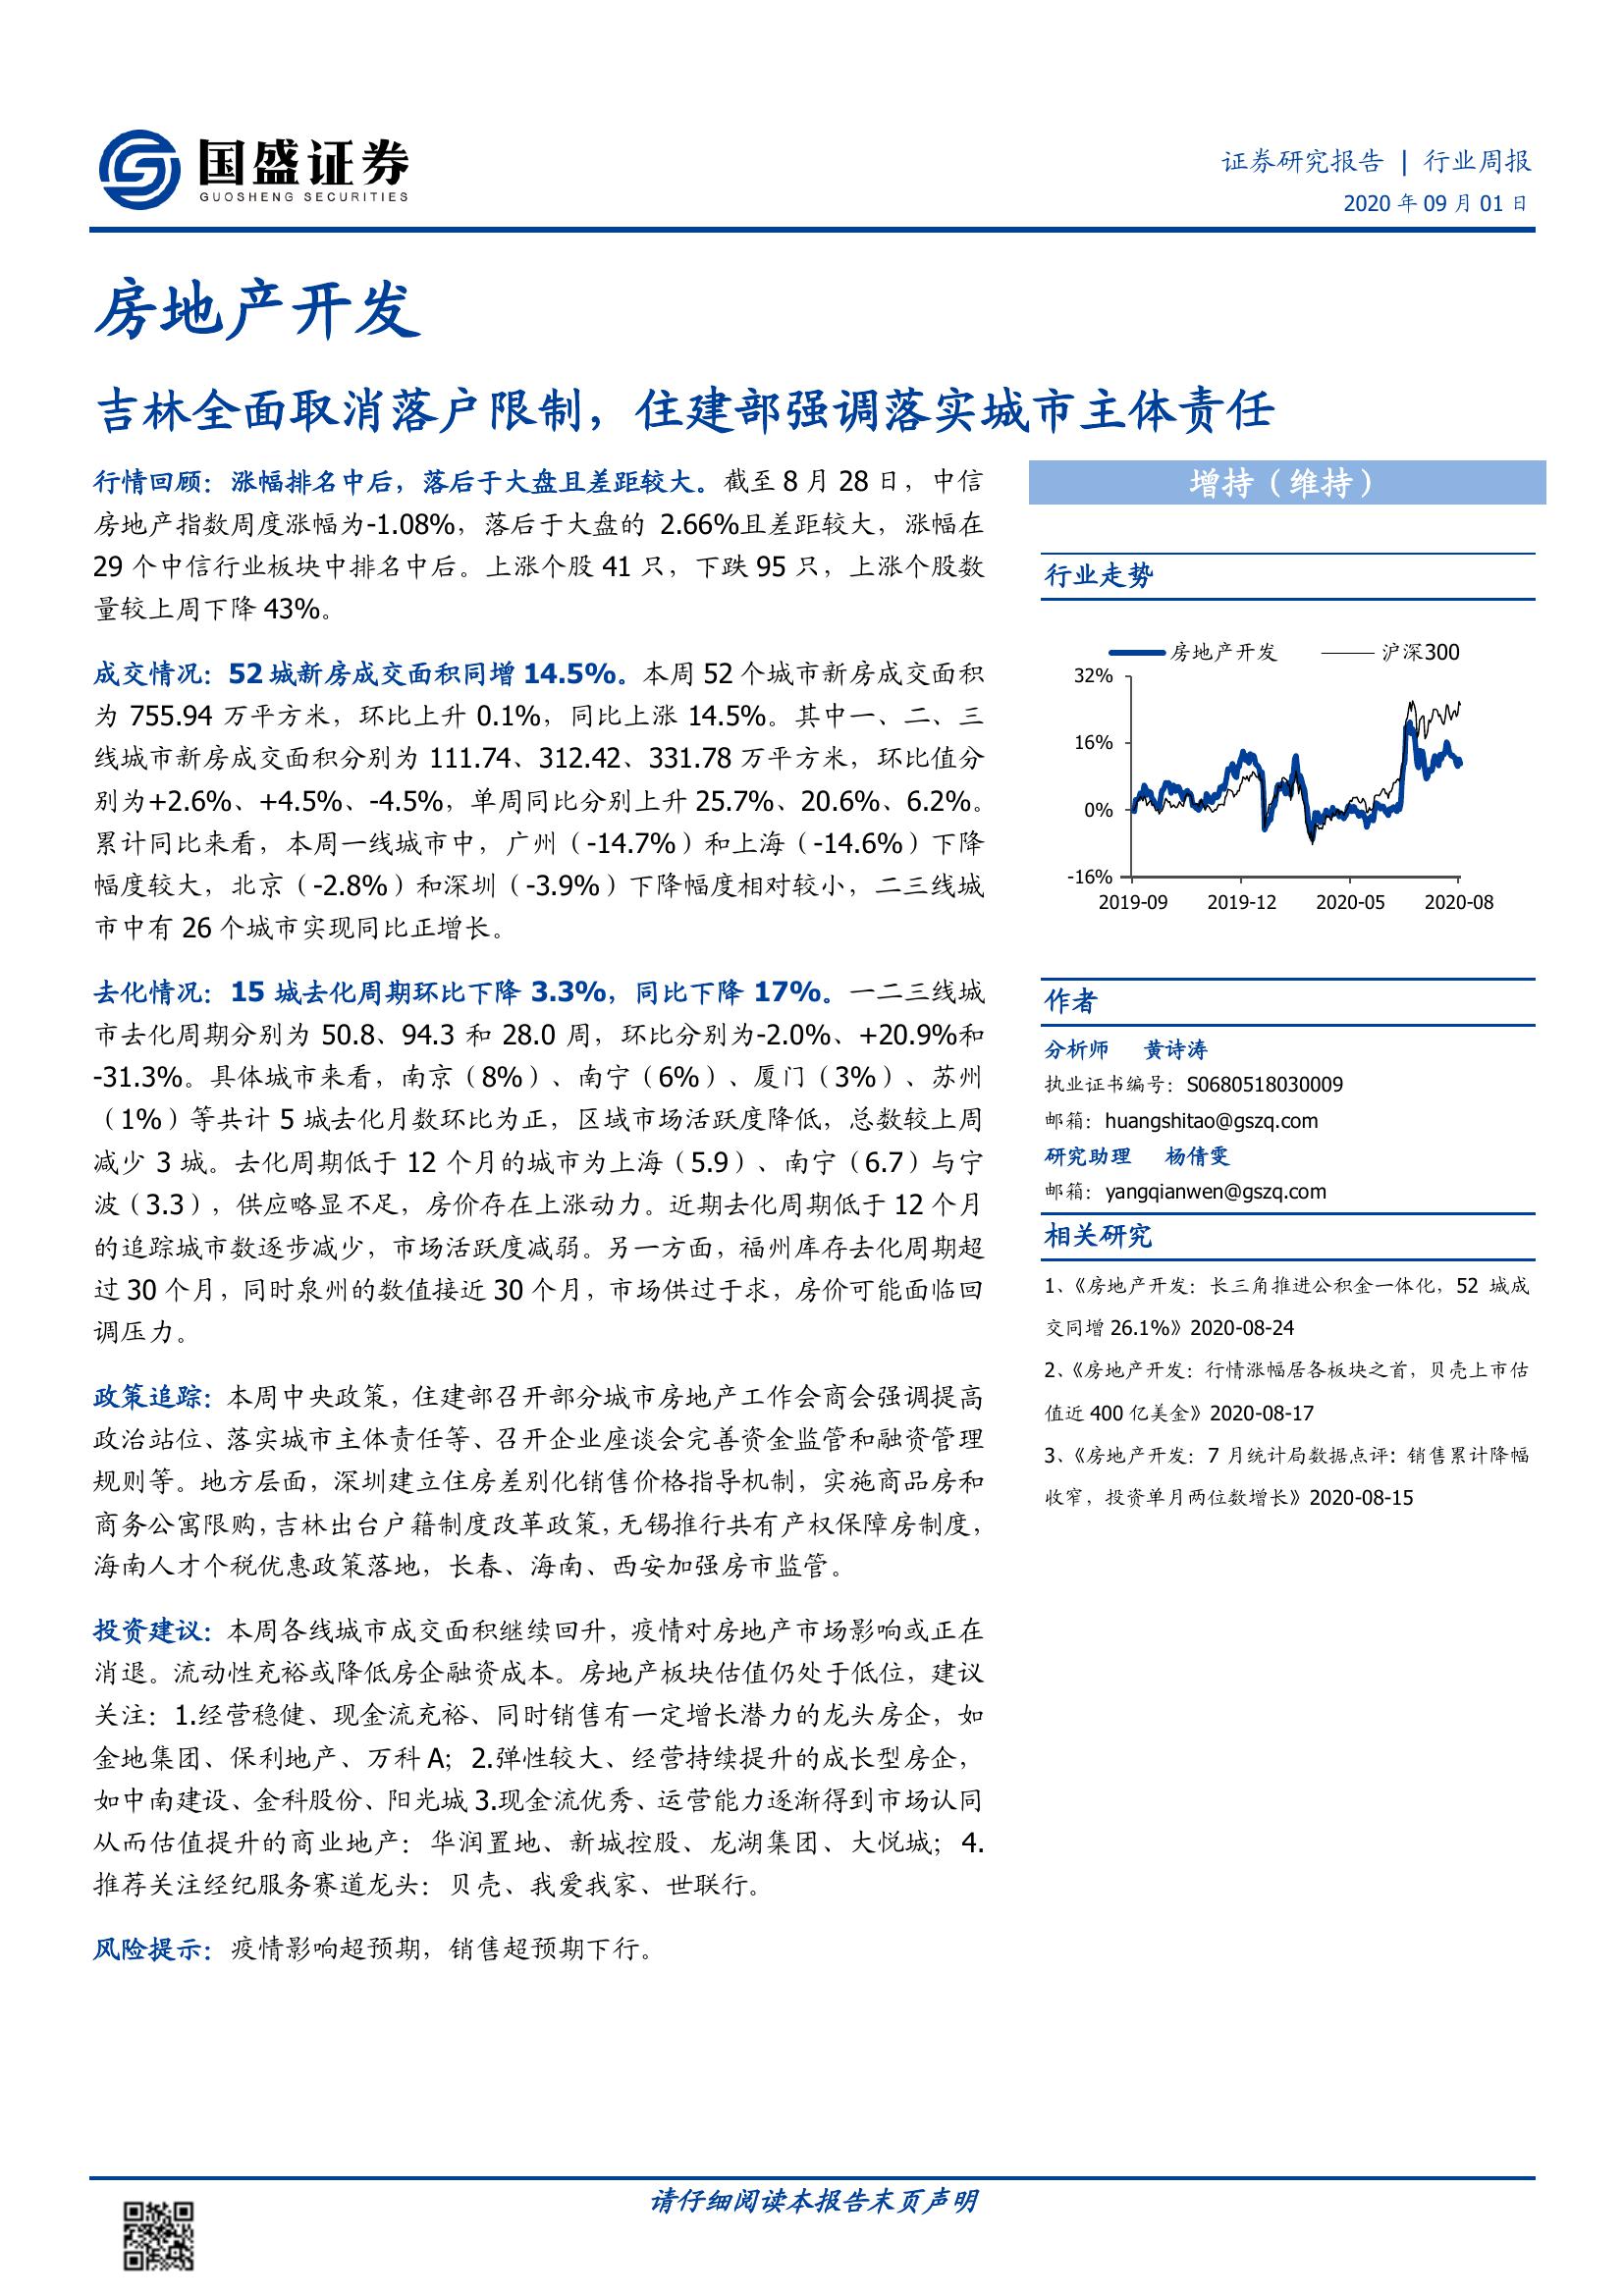 国盛证券
GUOSHENG SECURITIES
证券研究报告 | 行业周报
2020 年 09 月 01 日
房地产开发
吉林全面取消落户限制，住建部强调落实城市主体责任
行情回顾：涨幅排名中后，落后于大盘且差距较大。截至 8 月 28 日，中信
房地产指数周度涨幅为-1.08%，落后于大盘的 2.66%且差距较大，涨幅在
29 个中信行业板块中排名中后。上涨个股 41 只，下跌 95 只，上涨个股数
量较上周下降 43%。
成交情况：52 城新房成交面积同增 14.5%。本周 52 个城市新房成交面积
为 755.94 万平方米，环比上升 0.1%，同比上涨 14.5%。其中一、二、三
线城市新房成交面积分别为 111.74、312.42、331.78 万平方米，环比值分
别为+2.6%、+4.5%、-4.5%，单周同比分别上升 25.7%、20.6%、6.2%。
累计同比来看，本周一线城市中，广州（-14.7%）和上海（-14.6%）下降
幅度较大，北京（-2.8%）和深圳（-3.9%）下降幅度相对较小，二三线城
市中有 26 个城市实现同比正增长。
去化情况：15 城去化周期环比下降 3.3%，同比下降 17%。一二三线城
市去化周期分别为 50.8、94.3 和 28.0 周，环比分别为-2.0%、+20.9%和
-31.3%。具体城市来看，南京（8%）、南宁（6%）、厦门（3%）、苏州
（1%）等共计 5 城去化月数环比为正，区域市场活跃度降低，总数较上周
减少 3 城。去化周期低于 12 个月的城市为上海（5.9）、南宁（6.7）与宁
波（3.3），供应略显不足，房价存在上涨动力。近期去化周期低于 12 个月
的追踪城市数逐步减少，市场活跃度减弱。另一方面，福州库存去化周期超
过 30 个月，同时泉州的数值接近 30 个月，市场供过于求，房价可能面临回
调压力。
政策追踪：本周中央政策，住建部召开部分城市房地产工作会商会强调提高
政治站位、落实城市主体责任等、召开企业座谈会完善资金监管和融资管理
规则等。地方层面，深圳建立住房差别化销售价格指导机制，实施商品房和
商务公寓限购，吉林出台户籍制度改革政策，无锡推行共有产权保障房制度，
海南人才个税优惠政策落地，长春、海南、西安加强房市监管。
投资建议：本周各线城市成交面积继续回升，疫情对房地产市场影响或正在
消退。流动性充裕或降低房企融资成本。房地产板块估值仍处于低位，建议
关注：1.经营稳健、现金流充裕、同时销售有一定增长潜力的龙头房企，如
金地集团、保利地产、万科 A；2.弹性较大、经营持续提升的成长型房企，
如中南建设、金科股份、阳光城 3.现金流优秀、运营能力逐渐得到市场认同
从而估值提升的商业地产：华润置地、新城控股、龙湖集团、大悦城；4.
推荐关注经纪服务赛道龙头：贝壳、我爱我家、世联行。
风险提示：疫情影响超预期，销售超预期下行。
增持（维持）
行业走势
房地产开发 沪深300
32%
16%
0%
-16%
2019-09 2019-12 2020-05 2020-08
作者
分析师 黄诗涛
执业证书编号：S0680518030009
邮箱：huangshitao@gszq.com
研究助理 杨倩雯
邮箱：yangqianwen@gszq.com
相关研究
1、《房地产开发：长三角推进公积金一体化，52 城成
交同增 26.1%》2020-08-24
2、《房地产开发：行情涨幅居各板块之首，贝壳上市估
值近 400 亿美金》2020-08-17
3、《房地产开发：7 月统计局数据点评：销售累计降幅
收窄，投资单月两位数增长》2020-08-15
请仔细阅读本报告末页声明